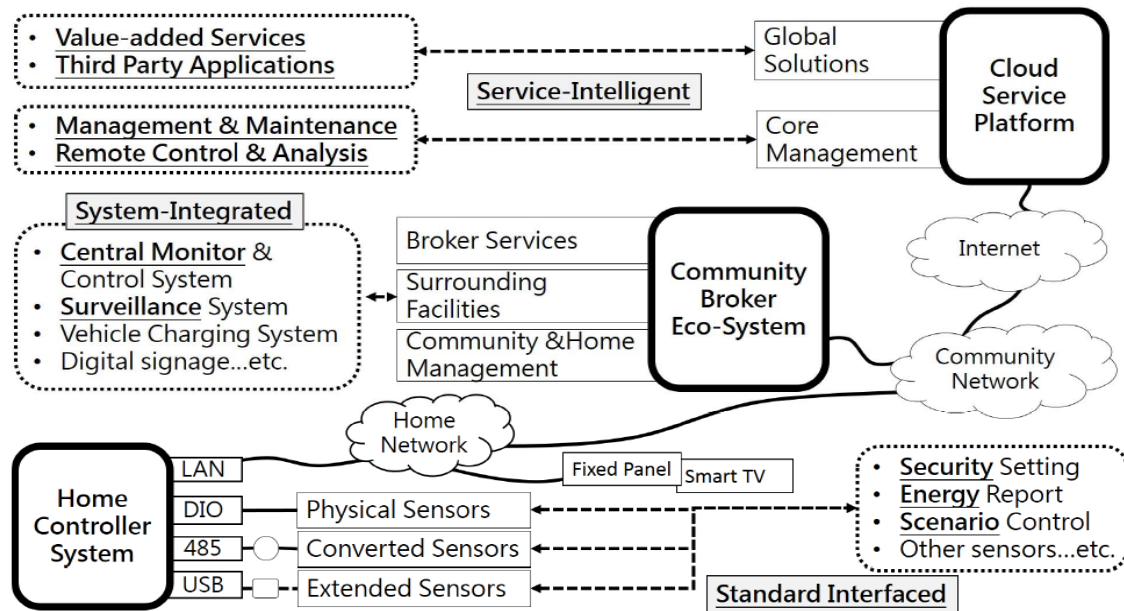 • Value-added Services
• Third Party Applications
Service-Intelligent
Global
Solutions
Cloud
Service
Platform
• Management & Maintenance
• Remote Control & Analysis
Core
Management
System-Integrated
• Central Monitor &
Control System
• Surveillance System
• Vehicle Charging System
• Digital signage...etc.
Broker Services
Surrounding
Facilities
Community &Home
Management
Community
Broker
Eco-System
Internet
Community
Network
Home
Network
Fixed Panel
Smart TV
Home
Controller
System
LAN
DIO
485
USB
Physical Sensors
Converted Sensors
Extended Sensors
• Security Setting
• Energy Report
• Scenario Control
• Other sensors...etc.
Standard Interfaced